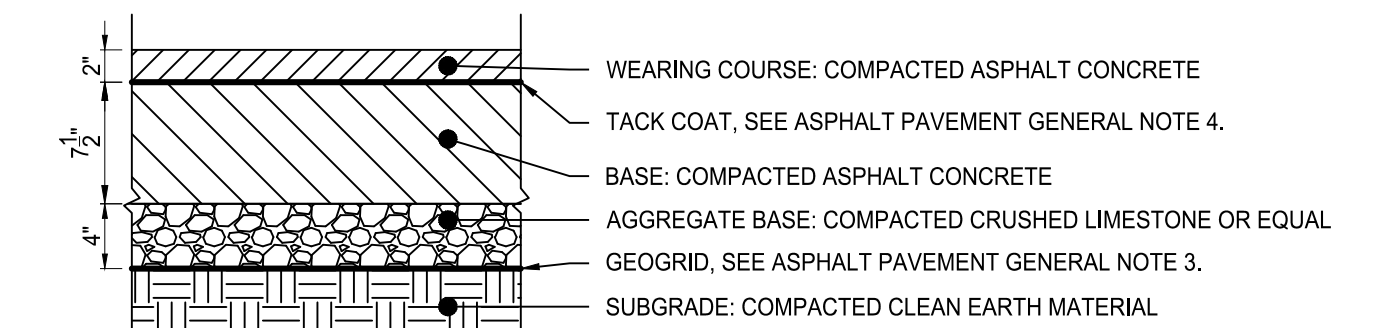 2"
WEARING COURSE: COMPACTED ASPHALT CONCRETE
TACK COAT, SEE ASPHALT PAVEMENT GENERAL NOTE 4.
7 1/2"
BASE: COMPACTED ASPHALT CONCRETE
AGGREGATE BASE: COMPACTED CRUSHED LIMESTONE OR EQUAL
4"
GEOGRID, SEE ASPHALT PAVEMENT GENERAL NOTE 3.
SUBGRADE: COMPACTED CLEAN EARTH MATERIAL